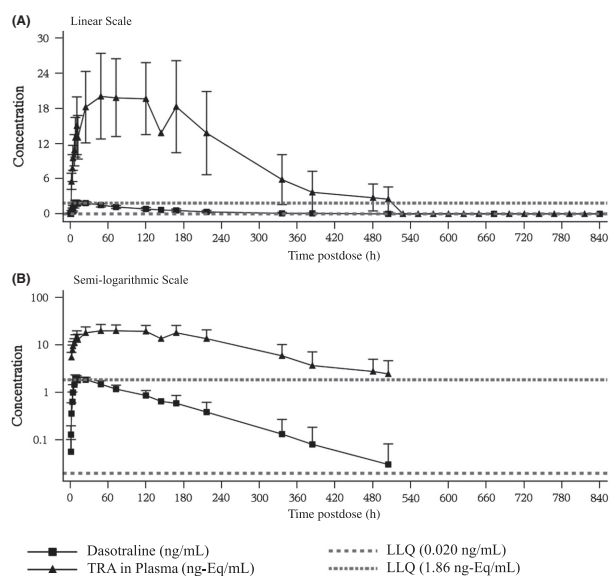 (A) Linear Scale
30
24
18
12
6
0
Concentration
0 60 120 180 240 300 360 420 480 540 600 660 720 780 840
Time postdose (h)
(B) Semi-logarithmic Scale
100
10
1
0.1
Concentration
0 60 120 180 240 300 360 420 480 540 600 660 720 780 840
Time postdose (h)
Dasotraline (ng/mL) LLQ (0.020 ng/mL)
TRA in Plasma (ng-Eq/mL) LLQ (1.86 ng-Eq/mL)